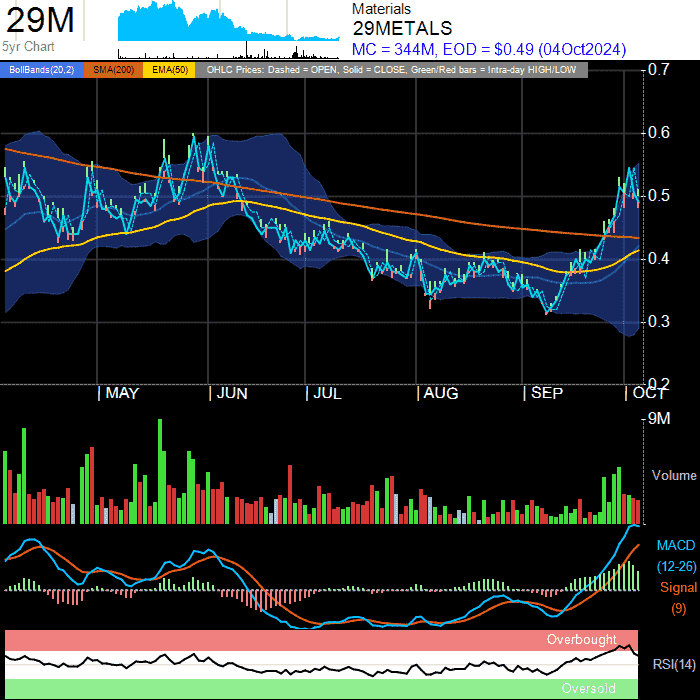 29M
5yr Chart
Materials
29METALS
MC = 344M, EOD = $0.49 (04Oct2024)
BollBands(20,2) SMA(200) EMA(50) OHLC Prices: Dashed = OPEN, Solid = CLOSE, Green/Red bars = Intra-day HIGH/LOW
0.7
0.6
0.5
0.4
0.3
0.2
MAY JUN JUL AUG SEP OCT
9M
Volume
MACD
(12-26)
Signal
(9)
Overbought
RSI(14)
Oversold